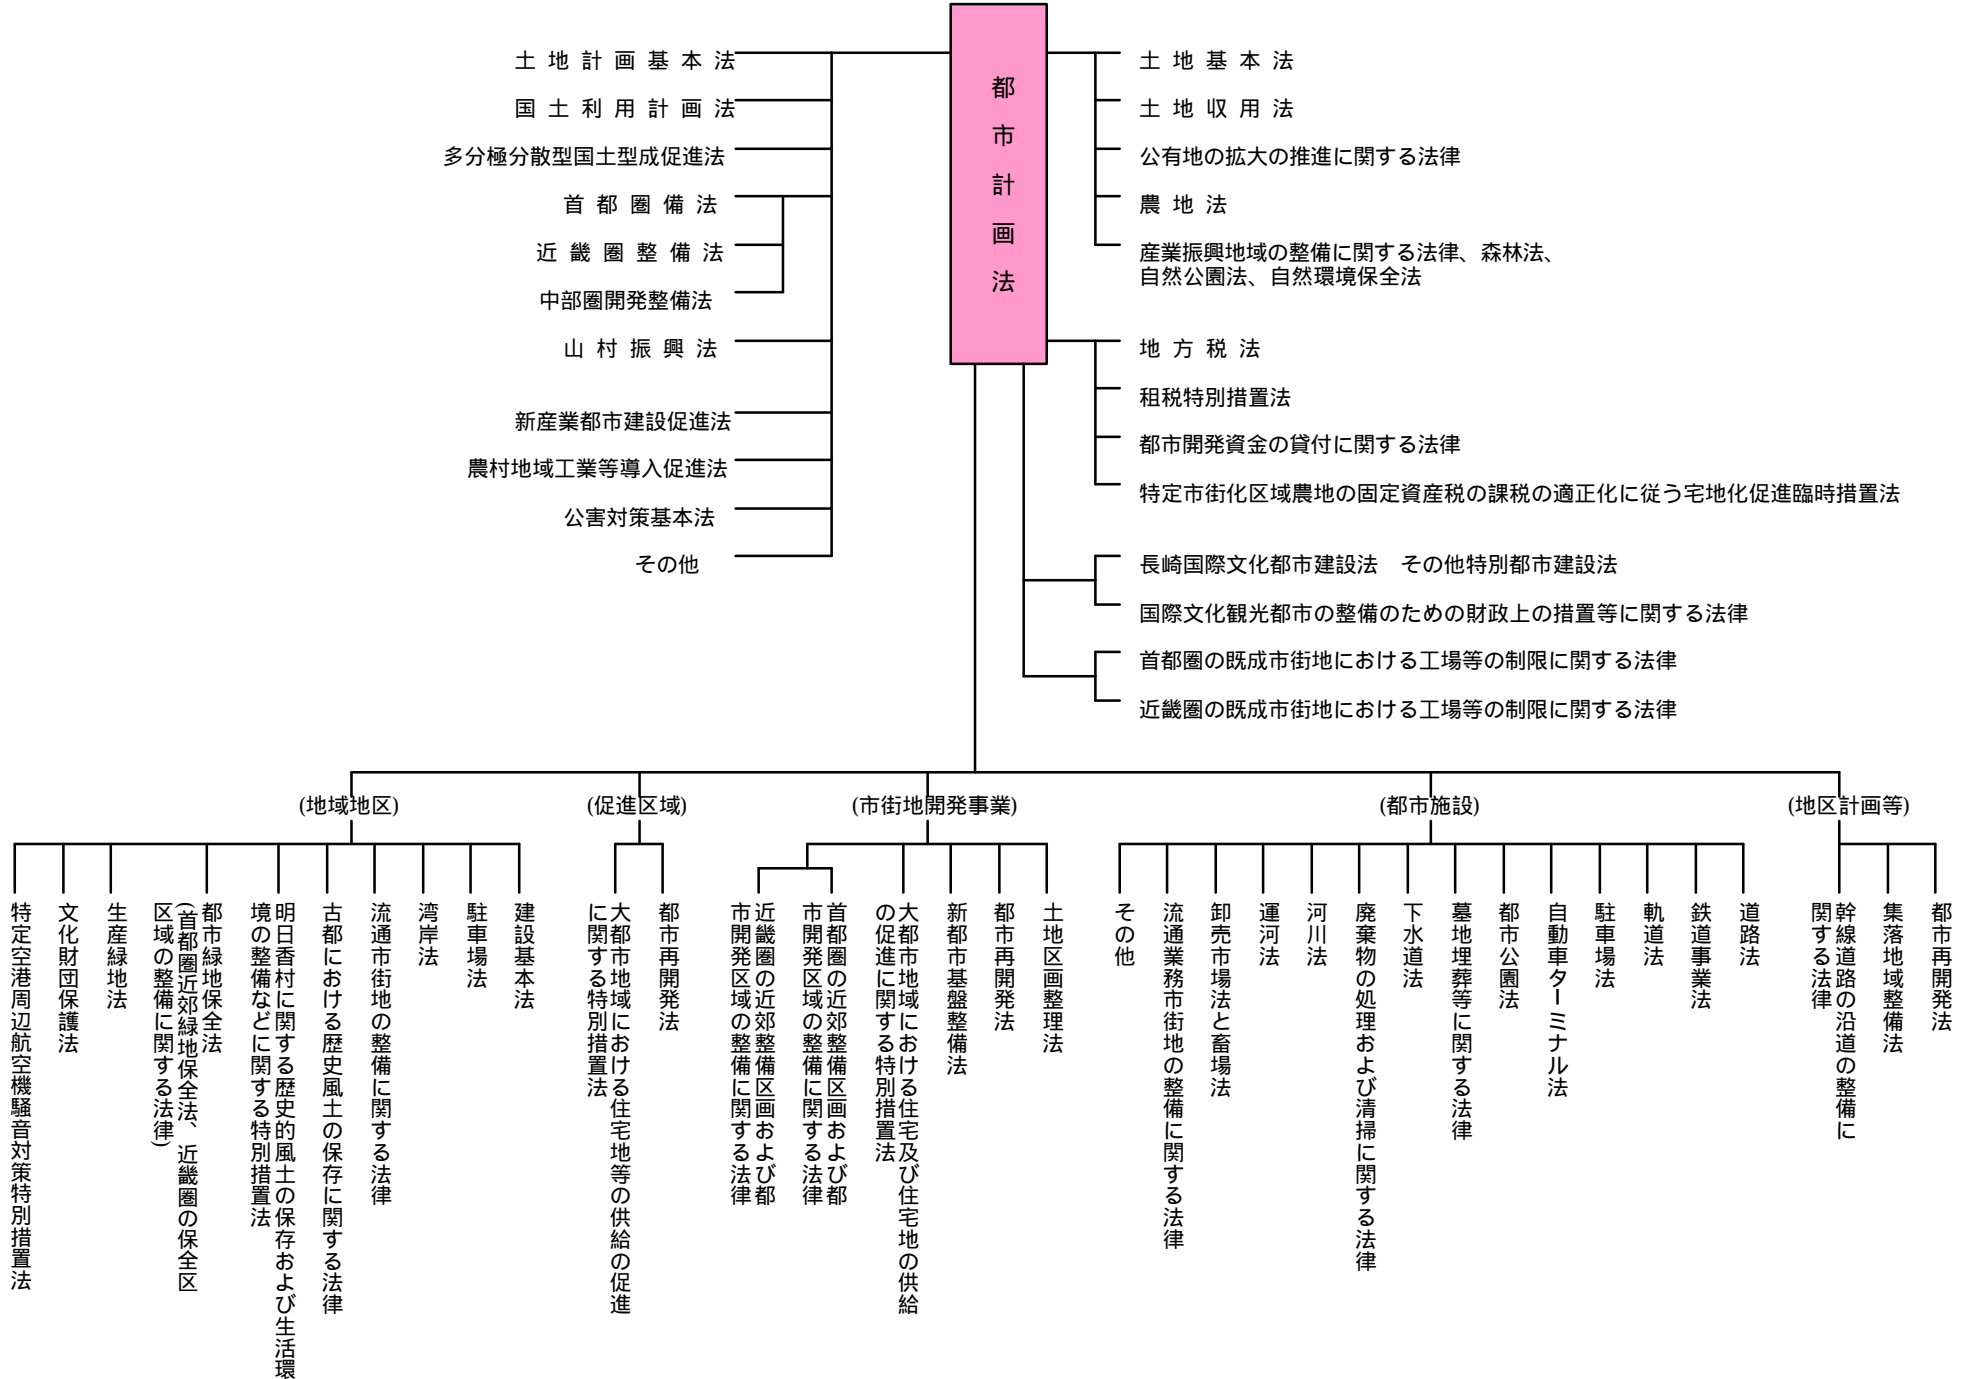 都市計画法
土地計画基本法
国土利用計画法
多分極分散型国土型成促進法
首都圏備法
近畿圏整備法
中部圏開発整備法
山村振興法
新産業都市建設促進法
農村地域工業等導入促進法
公害対策基本法
その他
土地基本法
土地収用法
公有地の拡大の推進に関する法律
農地法
産業振興地域の整備に関する法律、森林法、
自然公園法、自然環境保全法
地方税法
租税特別措置法
都市開発資金の貸付に関する法律
特定市街化区域農地の固定資産税の課税の適正化に従う宅地化促進臨時措置法
長崎国際文化都市建設法　その他特別都市建設法
国際文化観光都市の整備のための財政上の措置等に関する法律
首都圏の既成市街地における工場等の制限に関する法律
近畿圏の既成市街地における工場等の制限に関する法律
(地域地区)
特定空港周辺航空機騒音対策特別措置法
文化財団保護法
生産緑地法
都市緑地保全法
(首都圏近郊緑地保全法、近畿圏の保全区
区域の整備に関する法律)
明日香村に関する歴史的風土の保存および生活環
境の整備などに関する特別措置法
古都における歴史風土の保存に関する法律
流通市街地の整備に関する法律
湾岸法
駐車場法
建設基本法
(促進区域)
大都市地域における住宅地等の供給の促進
に関する特別措置法
都市再開発法
(市街地開発事業)
近畿圏の近郊整備区画および都
市開発区域の整備に関する法律
首都圏の近郊整備区画および都
市開発区域の整備に関する法律
大都市地域における住宅及び住宅地の供給
の促進に関する特別措置法
新都市基盤整備法
都市再開発法
土地区画整理法
(都市施設)
その他
流通業務市街地の整備に関する法律
卸売市場法と畜場法
運河法
河川法
廃棄物の処理および清掃に関する法律
下水道法
墓地埋葬等に関する法律
都市公園法
自動車ターミナル法
駐車場法
軌道法
鉄道事業法
道路法
(地区計画等)
幹線道路の沿道の整備に
関する法律
集落地域整備法
都市再開発法